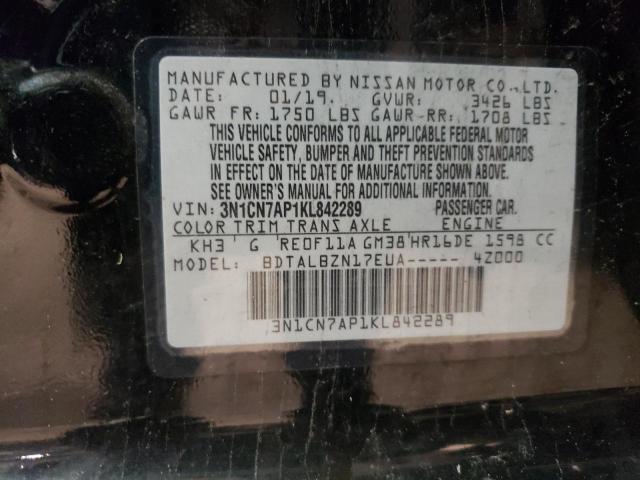 MANUFACTURED BY NISSAN MOTOR CO., LTD.
DATE: 01/19. GVWR: 3426 LBS
GAWR FR: 1750 LBS GAWR-RR: 1708 LBS
THIS VEHICLE CONFORMS TO ALL APPLICABLE FEDERAL MOTOR
VEHICLE SAFETY, BUMPER AND THEFT PREVENTION STANDARDS
IN EFFECT ON THE DATE OF MANUFACTURE SHOWN ABOVE.
SEE OWNER'S MANUAL FOR ADDITIONAL INFORMATION.
VIN: 3N1CN7AP1KL842289 PASSENGER CAR.
COLOR TRIM TRANS AXLE ENGINE
KH3 G RE0F11A GM38 HR16DE 1598 CC
MODEL: BDTALBZN17EUA----- 4Z000
3N1CN7AP1KL842289